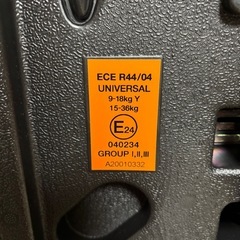 ECE R44/04
UNIVERSAL
9-18kg Y
15-36kg
E24
040234
GROUP I,II,III
A20010332